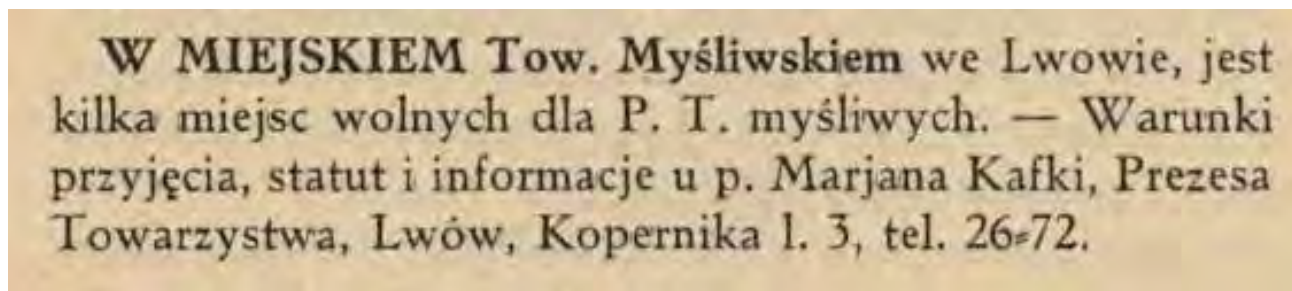 W MIEJSKIEM Tow. Myśliwskiem we Lwowie, jest
kilka miejsc wolnych dla P. T. myśliwych. — Warunki
przyjęcia, statut i informacje u p. Marjana Kafki, Prezesa
Towarzystwa, Lwów, Kopernika l. 3, tel. 26-72.